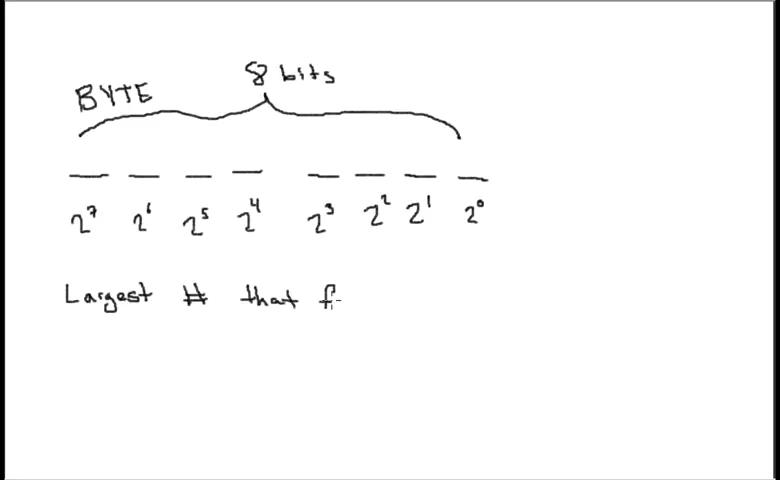 8 bits
BYTE
2⁷ 2⁶ 2⁵ 2⁴ 2³ 2² 2¹ 2⁰
Largest # that f